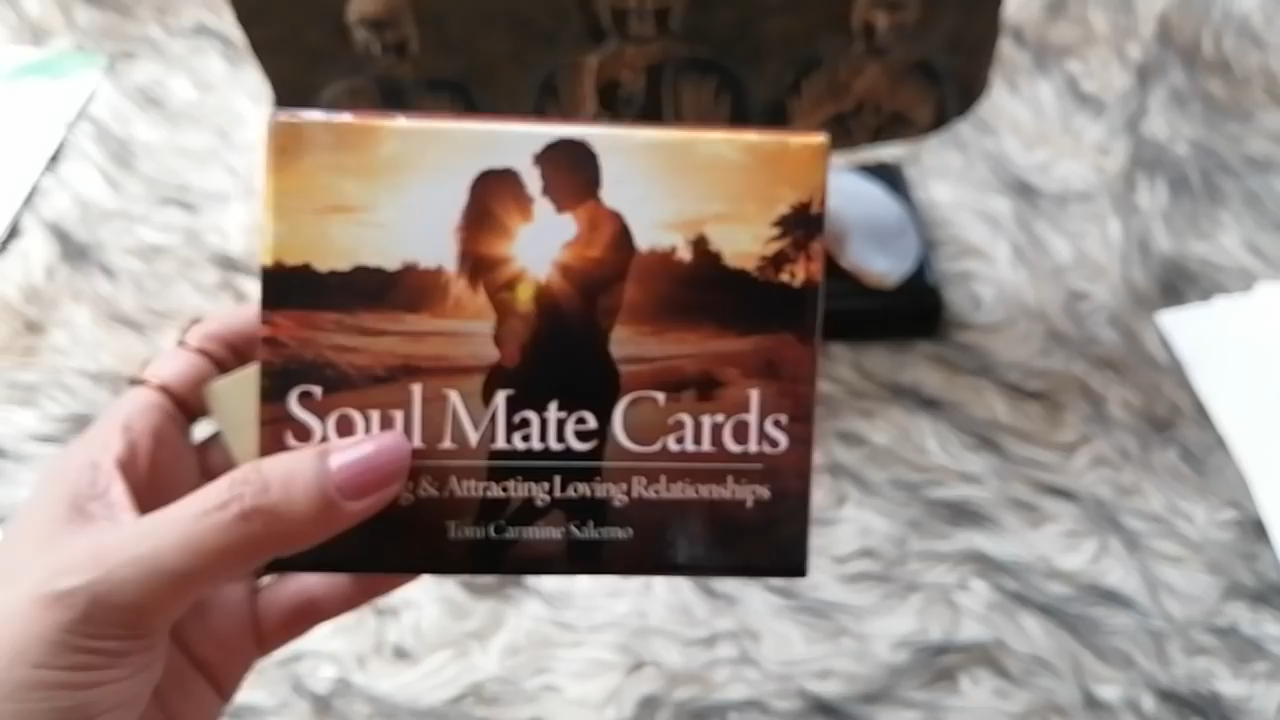 Soul Mate Cards
& Attracting Loving Relationships
Toni Carmine Salerno